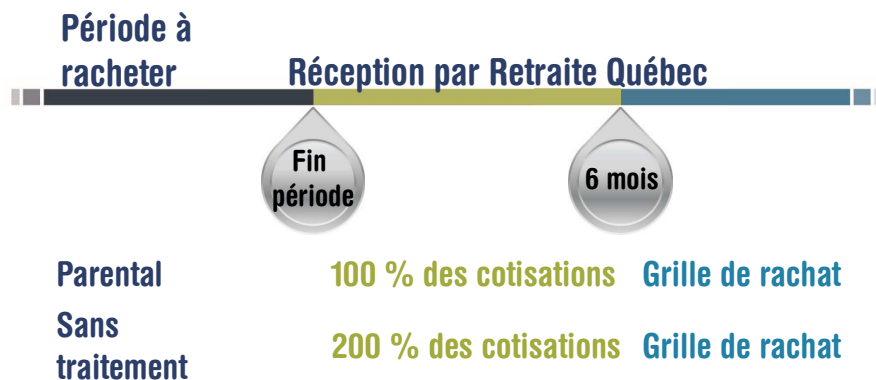 Période à
racheter
Réception par Retraite Québec
Fin
période
6 mois
Parental
100 % des cotisations
Grille de rachat
Sans
traitement
200 % des cotisations
Grille de rachat